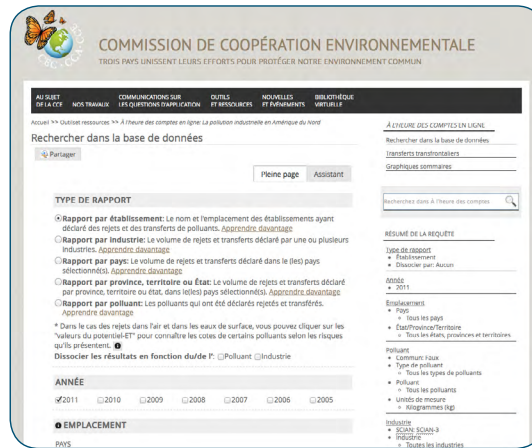 CEC · CCA · CCE
COMMISSION DE COOPÉRATION ENVIRONNEMENTALE
TROIS PAYS UNISSENT LEURS EFFORTS POUR PROTÉGER NOTRE ENVIRONNEMENT COMMUN
AU SUJET DE LA CCE
NOS TRAVAUX
COMMUNICATIONS SUR LES QUESTIONS D'APPLICATION
OUTILS ET RESSOURCES
NOUVELLES ET ÉVÉNEMENTS
BIBLIOTHÈQUE VIRTUELLE
Accueil >> Outilset ressources >> À l'heure des comptes en ligne: La pollution industrielle en Amérique du Nord
Rechercher dans la base de données
Partager
Pleine page
Assistant
TYPE DE RAPPORT
Rapport par établissement: Le nom et l'emplacement des établissements ayant
déclaré des rejets et des transferts de polluants. Apprendre davantage
Rapport par industrie: Le volume de rejets et transferts déclaré par une ou plusieurs
industries. Apprendre davantage
Rapport par pays: Le volume de rejets et transferts déclaré dans le (les) pays
sélectionné(s). Apprendre davantage
Rapport par province, territoire ou État: Le volume de rejets et transferts déclaré
par province, territoire ou état, dans le(les) pays sélectionné(s). Apprendre davantage
Rapport par polluant: Les polluants qui ont été déclarés rejetés et transférés.
Apprendre davantage
* Dans le cas des rejets dans l'air et dans les eaux de surface, vous pouvez cliquer sur les
"valeurs du potentiel-ET" pour connaître les cotes de certains polluants selon les risques
qu'ils présentent.
Dissocier les résultats en fonction du/de l': Polluant Industrie
ANNÉE
2011 2010 2009 2008 2007 2006 2005
EMPLACEMENT
PAYS
À L'HEURE DES COMPTES EN LIGNE
Rechercher dans la base de données
Transferts transfrontaliers
Graphiques sommaires
Recherchez dans À l'heure des comptes
RÉSUMÉ DE LA REQUÊTE
Type de rapport
Établissement
Dissocier par: Aucun
Année
2011
Emplacement
Pays
Tous les pays
État/Province/Territoire
Tous les états, provinces et territoires
Polluant
Commun: Faux
Type de polluant
Tous les types de polluants
Polluant
Tous les polluants
Unités de mesure
Kilogrammes (kg)
Industrie
SCIAN: SCIAN-3
Industrie
Toutes les industries